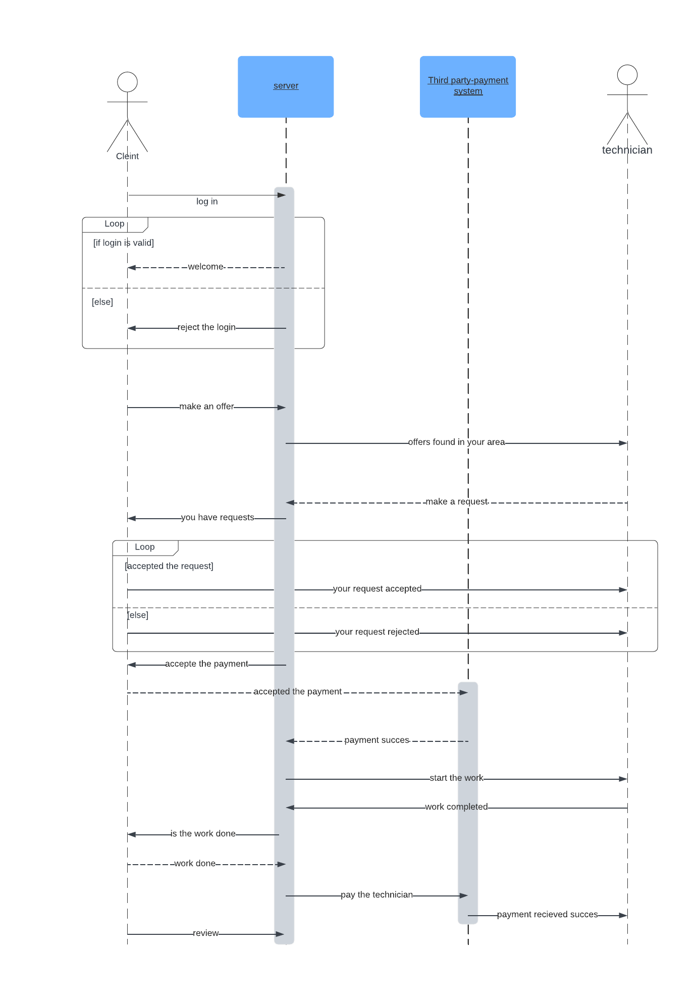 server
Third party-payment
system
Cleint
technician
log in
Loop
[if login is valid]
welcome
[else]
reject the login
make an offer
offers found in your area
make a request
you have requests
Loop
[accepted the request]
your request accepted
[else]
your request rejected
accepte the payment
accepted the payment
payment succes
start the work
work completed
is the work done
work done
pay the technician
payment recieved succes
review